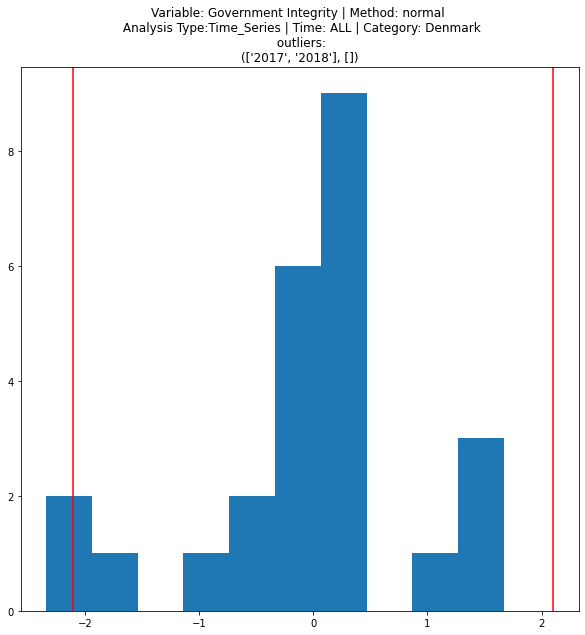 Variable: Government Integrity | Method: normal
Analysis Type:Time_Series | Time: ALL | Category: Denmark
outliers:
(['2017', '2018'], [])
8
6
4
2
0
−2
−1
0
1
2